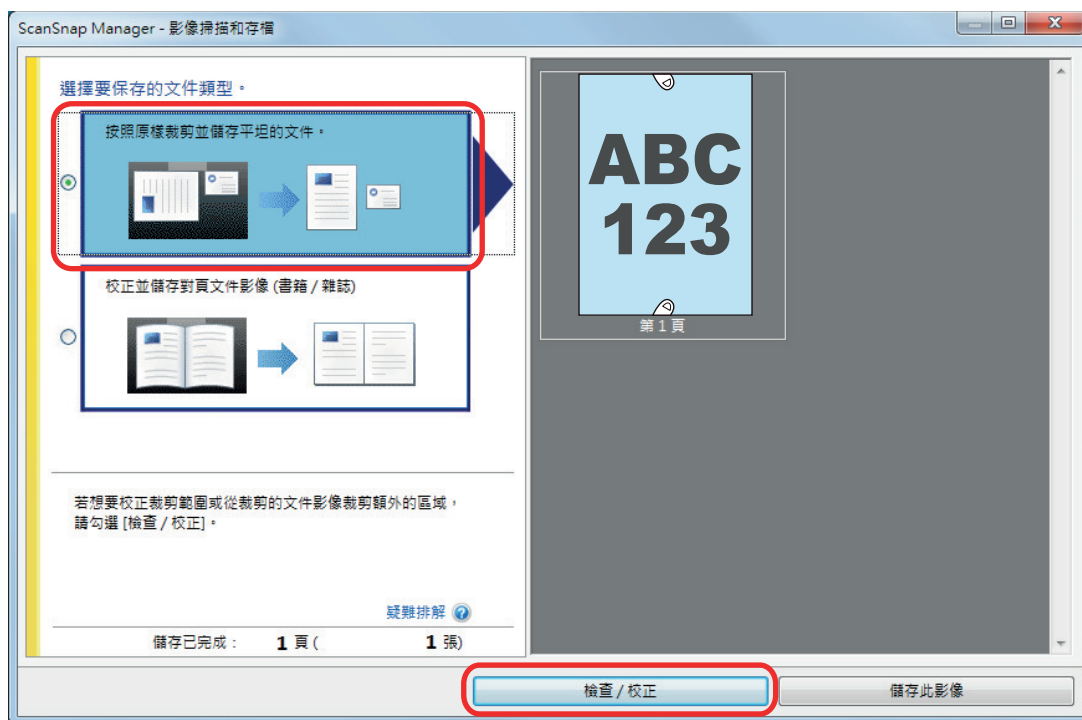 ScanSnap Manager - 影像掃描和存檔
選擇要保存的文件類型。
按照原樣裁剪並儲存平坦的文件。
校正並儲存對頁文件影像 (書籍 / 雜誌)
若想要校正裁剪範圍或從裁剪的文件影像裁剪額外的區域，
請勾選 [檢查 / 校正]。
疑難排解
儲存已完成： 1 頁 ( 1 張)
ABC
123
第 1 頁
檢查 / 校正
儲存此影像